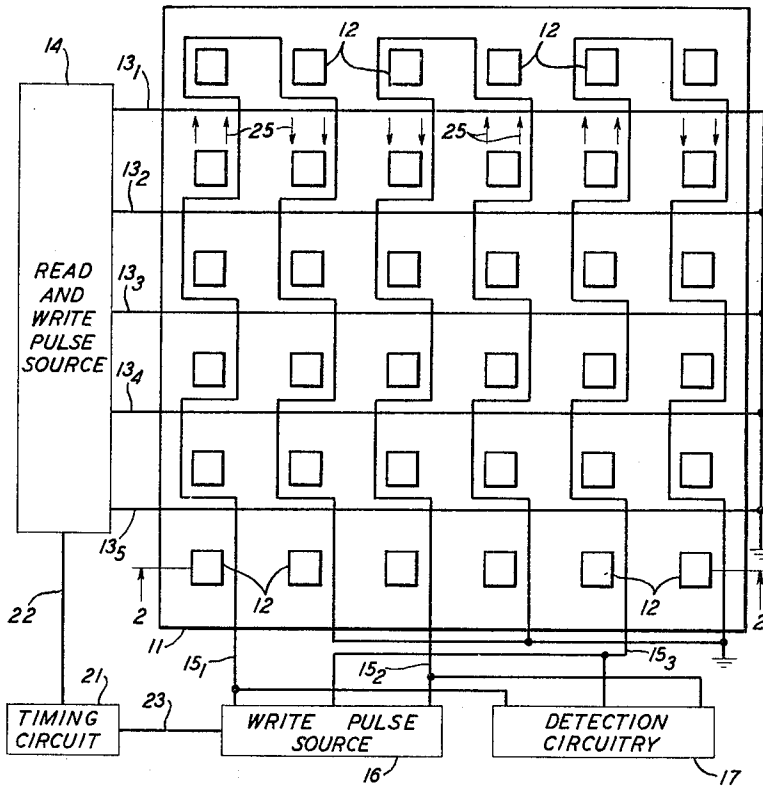 14
12
12
13₁
25
25
13₂
READ
AND
WRITE
PULSE
SOURCE
13₃
13₄
13₅
22
2
12
12
2
11
15₁
15₂
15₃
21
23
TIMING
CIRCUIT
WRITE PULSE
SOURCE
DETECTION
CIRCUITRY
16
17